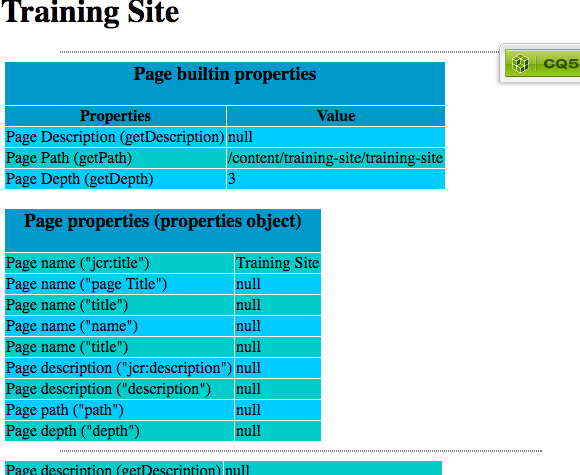 Training Site
CQ5
Page builtin properties
Properties Value
Page Description (getDescription) null
Page Path (getPath) /content/training-site/training-site
Page Depth (getDepth) 3
Page properties (properties object)
Page name ("jcr:title") Training Site
Page name ("page Title") null
Page name ("title") null
Page name ("name") null
Page name ("title") null
Page description ("jcr:description") null
Page description ("description") null
Page path ("path") null
Page depth ("depth") null
Page description (getDescription) null